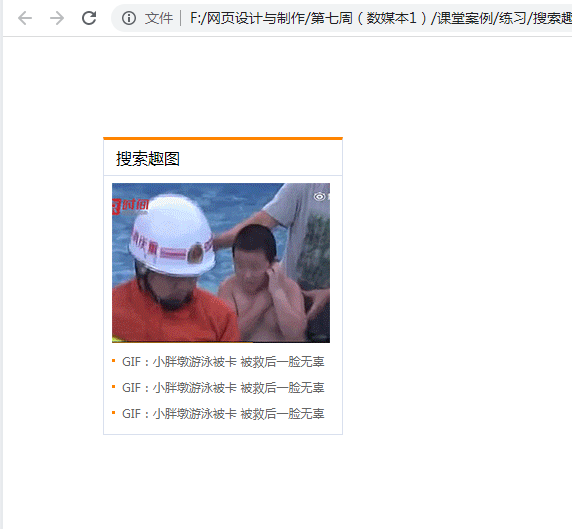 文件 F:/网页设计与制作/第七周（数媒本1）/课堂案例/练习/搜索趣
搜索趣图
时间
GIF：小胖墩游泳被卡 被救后一脸无辜
GIF：小胖墩游泳被卡 被救后一脸无辜
GIF：小胖墩游泳被卡 被救后一脸无辜